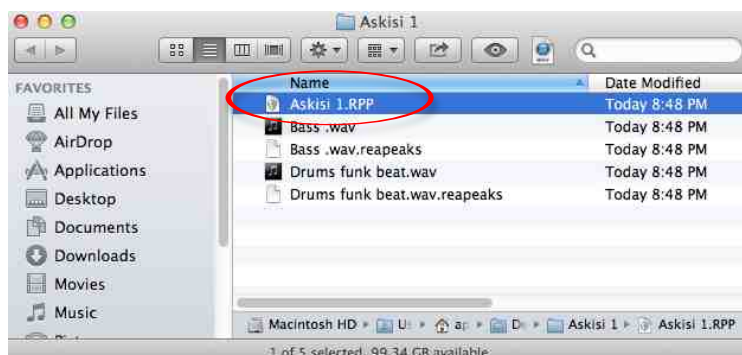 Askisi 1
FAVORITES
All My Files
AirDrop
Applications
Desktop
Documents
Downloads
Movies
Music
Name Date Modified
Askisi 1.RPP Today 8:48 PM
Bass .wav Today 8:48 PM
Bass .wav.reapeaks Today 8:48 PM
Drums funk beat.wav Today 8:48 PM
Drums funk beat.wav.reapeaks Today 8:48 PM
Macintosh HD Askisi 1 Askisi 1.RPP
1 of 5 selected, 99.34 GB available